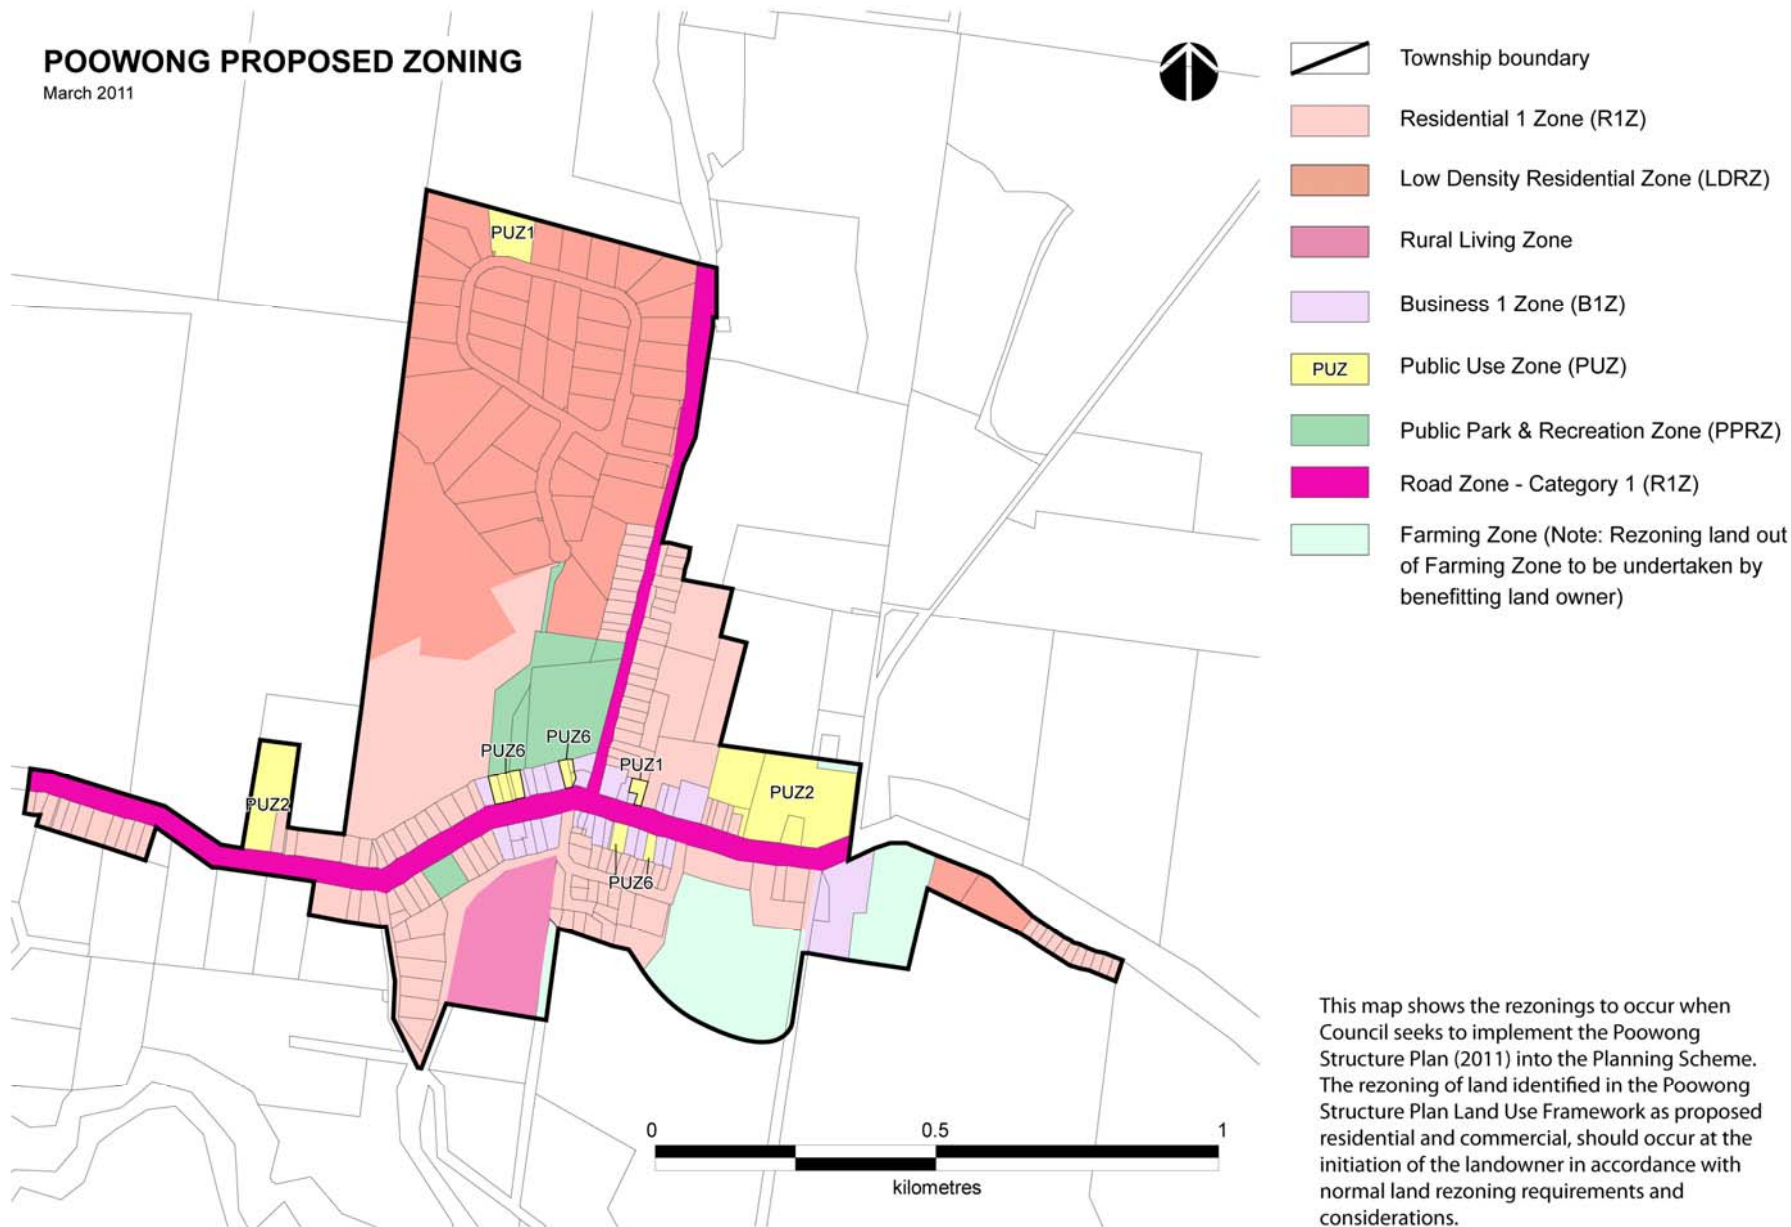 POOWONG PROPOSED ZONING
March 2011
Township boundary
Residential 1 Zone (R1Z)
Low Density Residential Zone (LDRZ)
Rural Living Zone
Business 1 Zone (B1Z)
PUZ
Public Use Zone (PUZ)
Public Park & Recreation Zone (PPRZ)
Road Zone - Category 1 (R1Z)
Farming Zone (Note: Rezoning land out
of Farming Zone to be undertaken by
benefitting land owner)
PUZ1
PUZ6
PUZ6
PUZ1
PUZ2
PUZ2
PUZ6
0
0.5
1
kilometres
This map shows the rezonings to occur when
Council seeks to implement the Poowong
Structure Plan (2011) into the Planning Scheme.
The rezoning of land identified in the Poowong
Structure Plan Land Use Framework as proposed
residential and commercial, should occur at the
initiation of the landowner in accordance with
normal land rezoning requirements and
considerations.